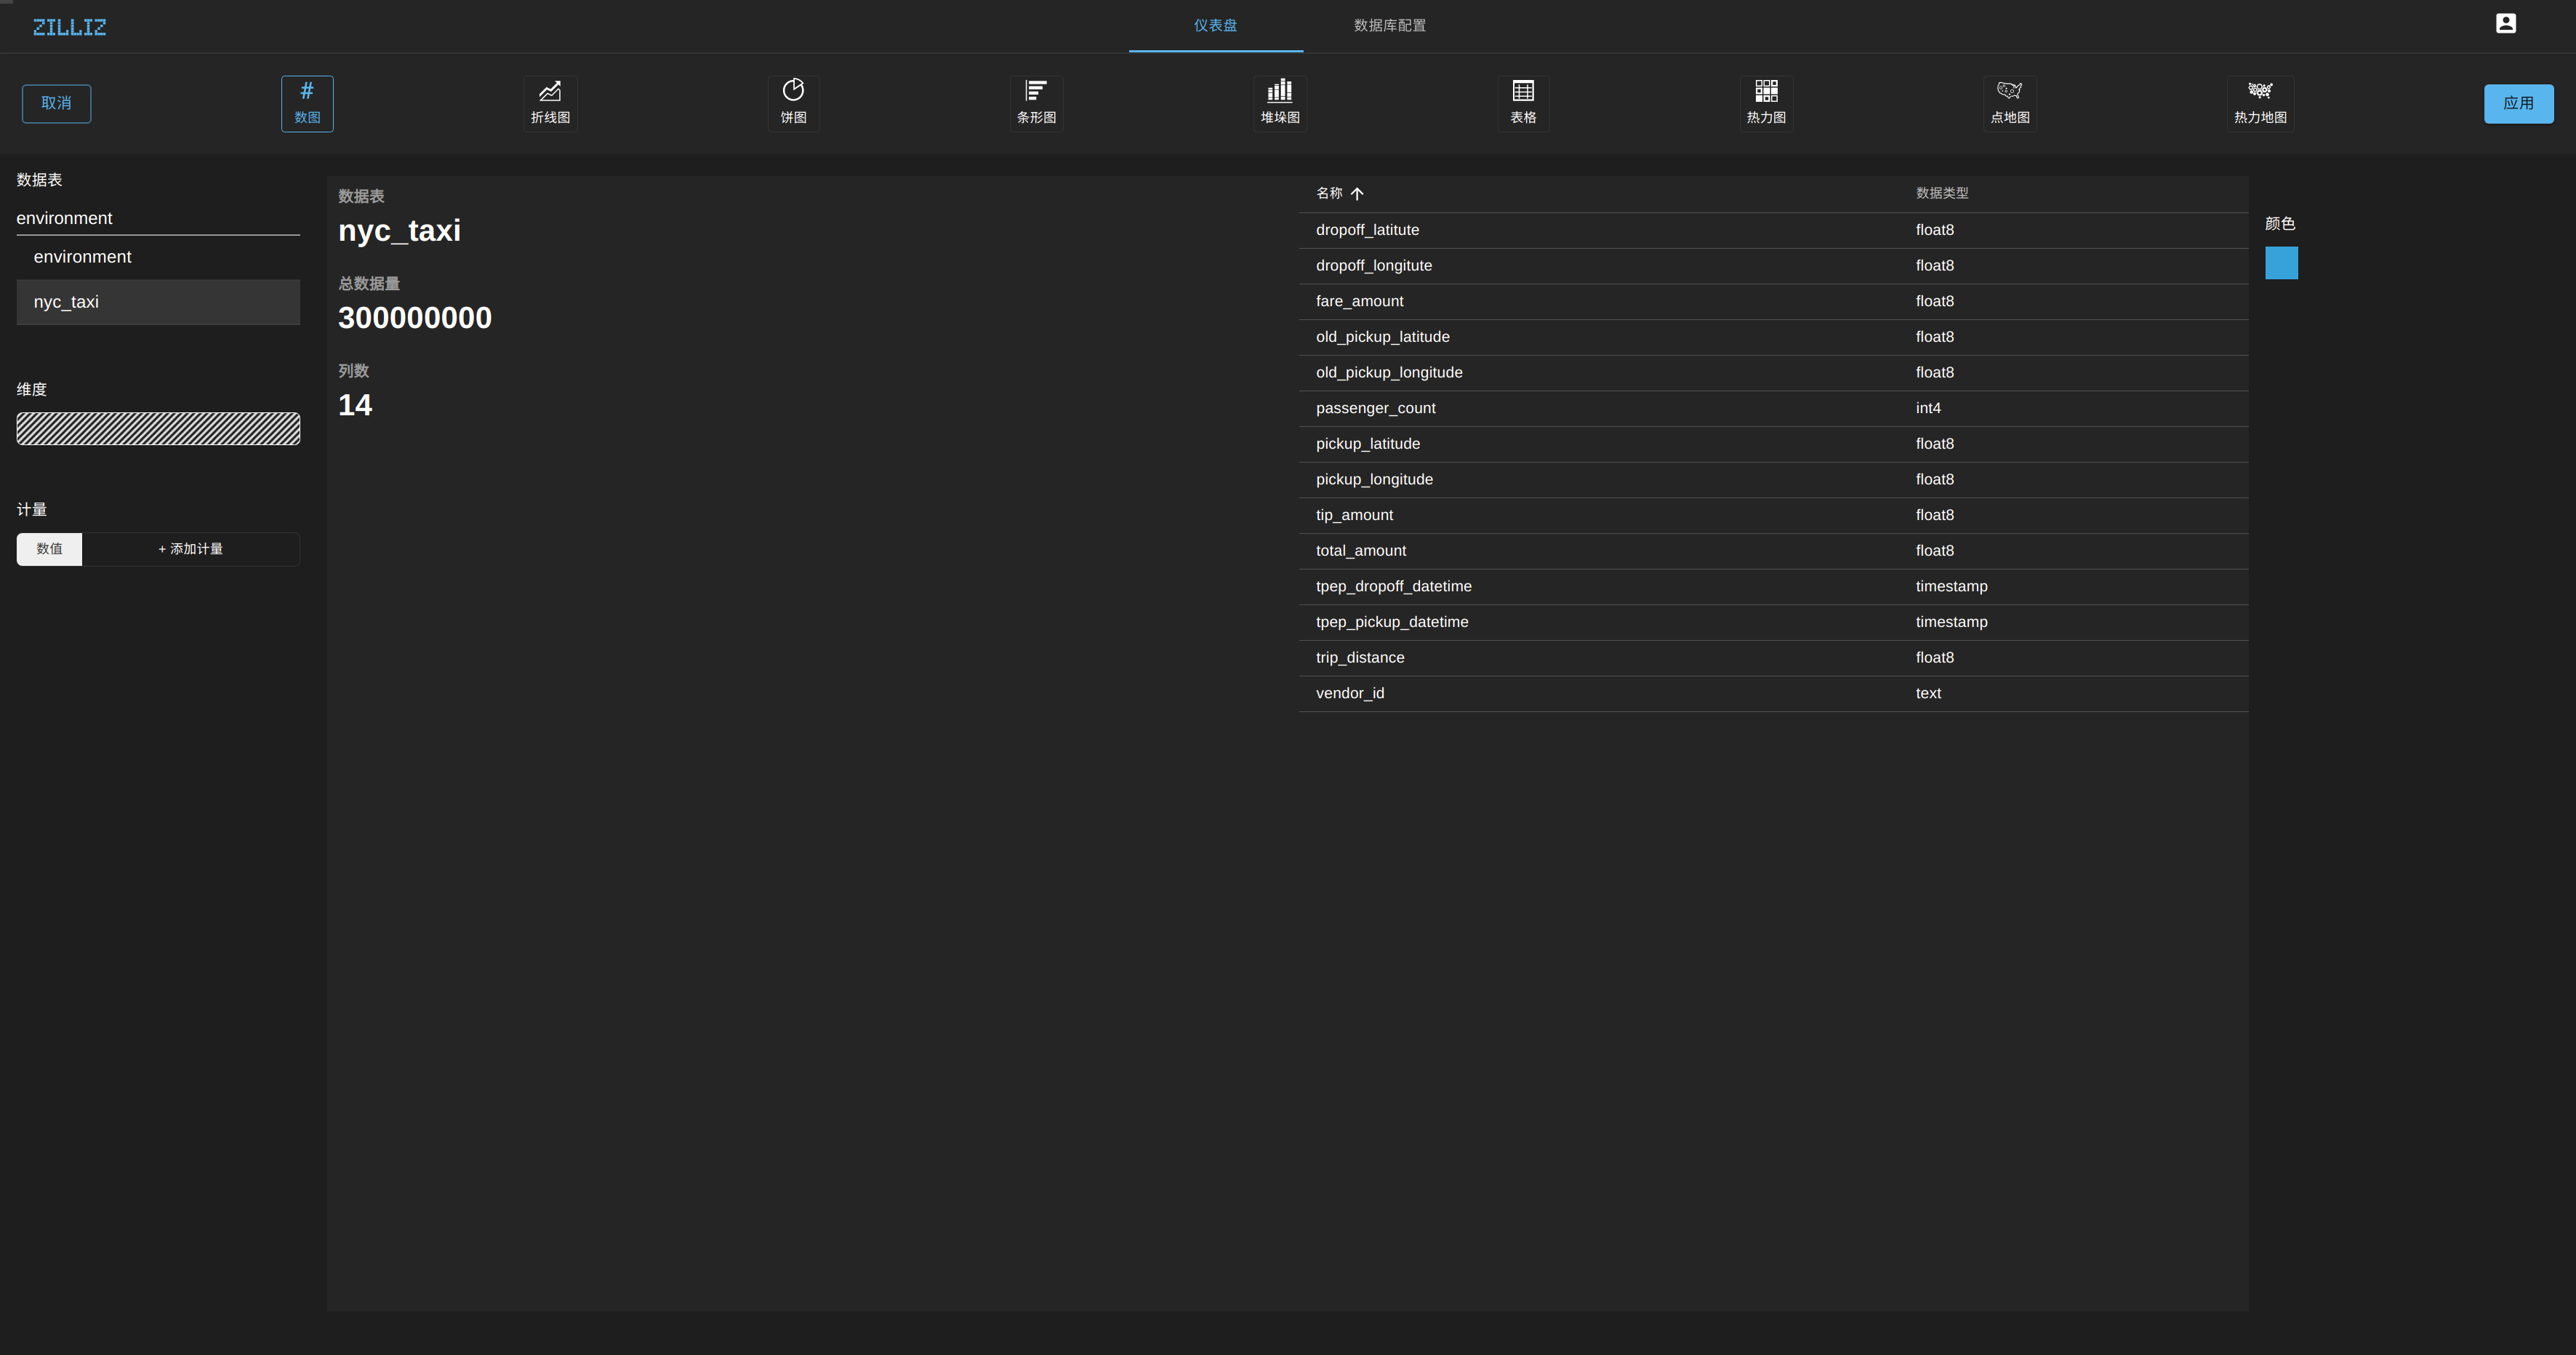 ZILLIZ
仪表盘
数据库配置
取消
#
数图
折线图
饼图
条形图
堆垛图
表格
热力图
点地图
热力地图
应用
数据表
environment
environment
nyc_taxi
维度
计量
数值
+ 添加计量
数据表
nyc_taxi
总数据量
300000000
列数
14
名称 数据类型
dropoff_latitute float8
dropoff_longitute float8
fare_amount float8
old_pickup_latitude float8
old_pickup_longitude float8
passenger_count int4
pickup_latitude float8
pickup_longitude float8
tip_amount float8
total_amount float8
tpep_dropoff_datetime timestamp
tpep_pickup_datetime timestamp
trip_distance float8
vendor_id text
颜色